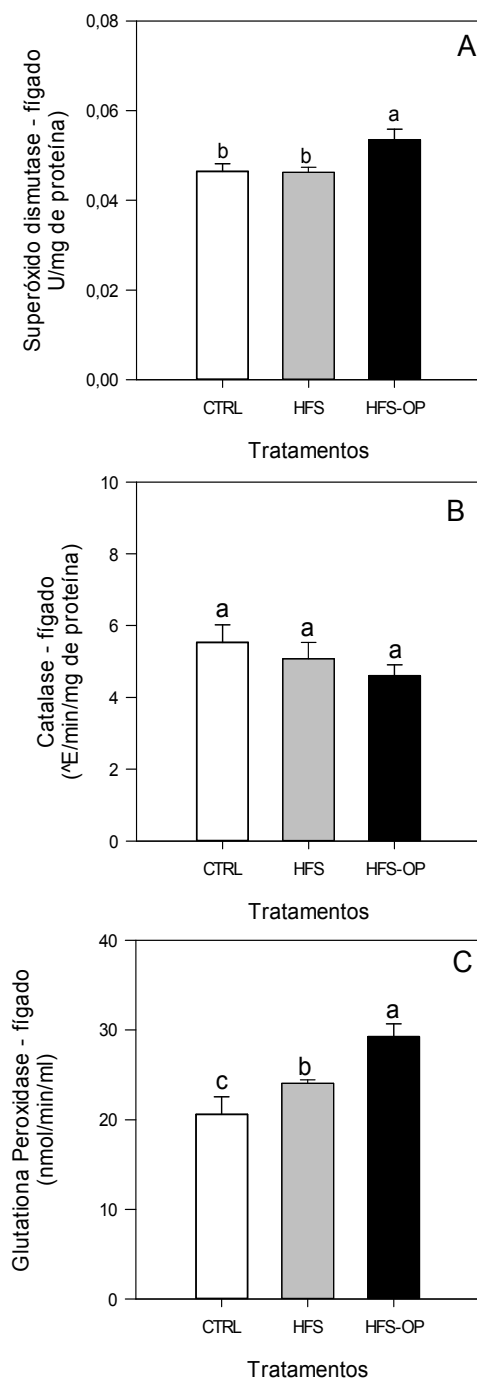 A
Superóxido dismutase - fígado
U/mg de proteína)
0,08
0,06
0,04
0,02
0,00
b
b
a
CTRL
HFS
HFS-OP
Tratamentos
B
Catalase - fígado
(^E/min/mg de proteína)
10
8
6
4
2
0
a
a
a
CTRL
HFS
HFS-OP
Tratamentos
C
Glutationa Peroxidase - fígado
(nmol/min/ml)
40
30
20
10
0
c
b
a
CTRL
HFS
HFS-OP
Tratamentos